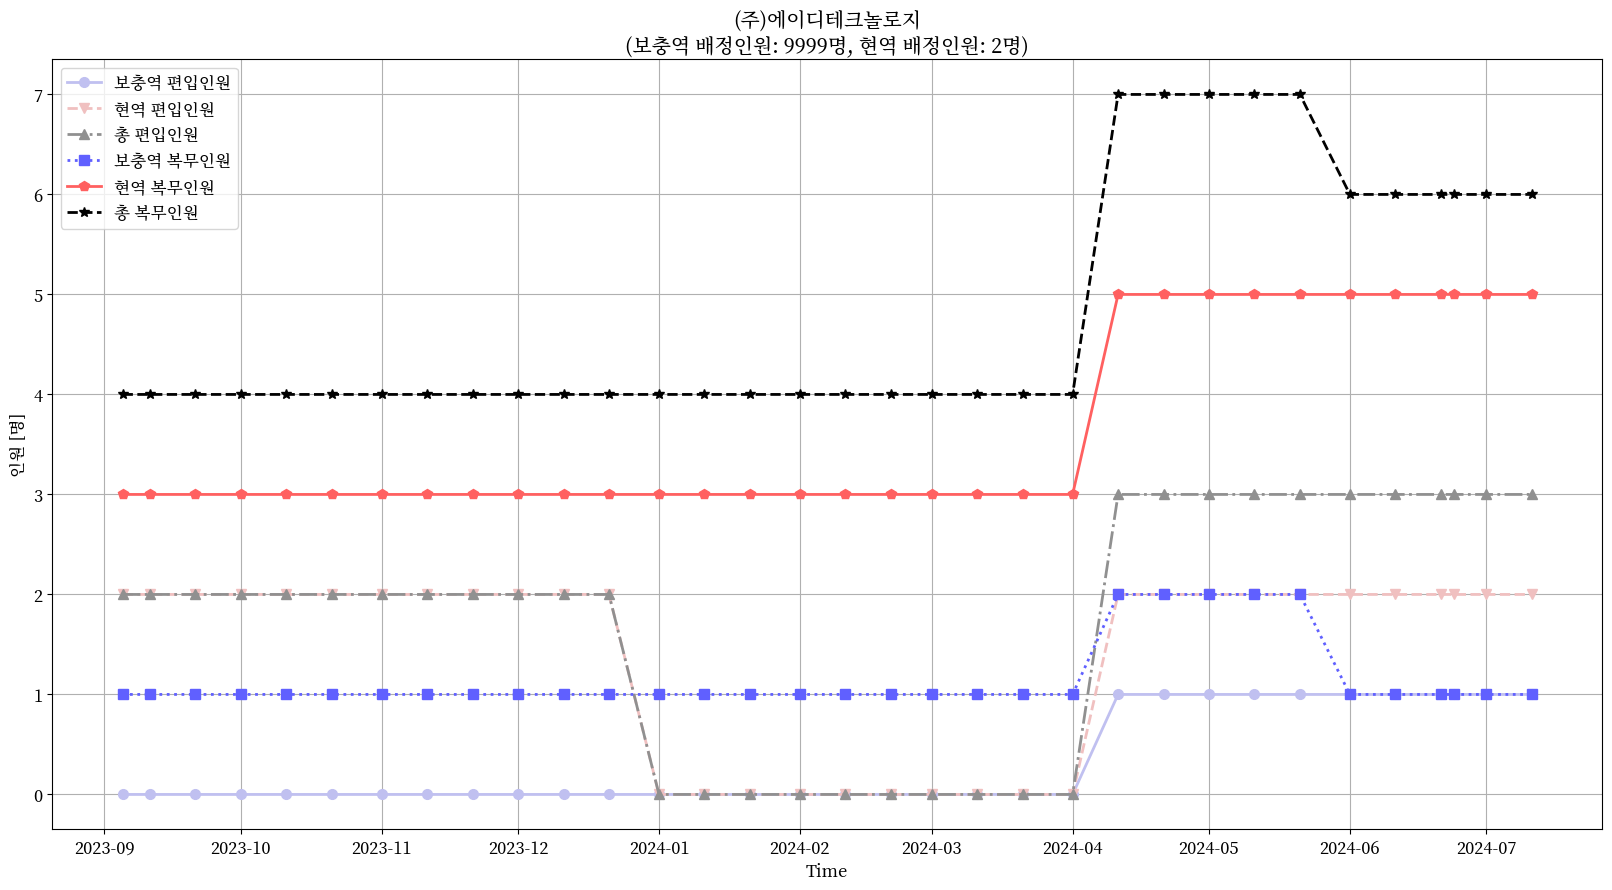 (주)에이디테크놀로지
(보충역 배정인원: 9999명, 현역 배정인원: 2명)
보충역 편입인원
현역 편입인원
총 편입인원
보충역 복무인원
현역 복무인원
총 복무인원
인원 [명]
7
6
5
4
3
2
1
0
2023-09 2023-10 2023-11 2023-12 2024-01 2024-02 2024-03 2024-04 2024-05 2024-06 2024-07
Time